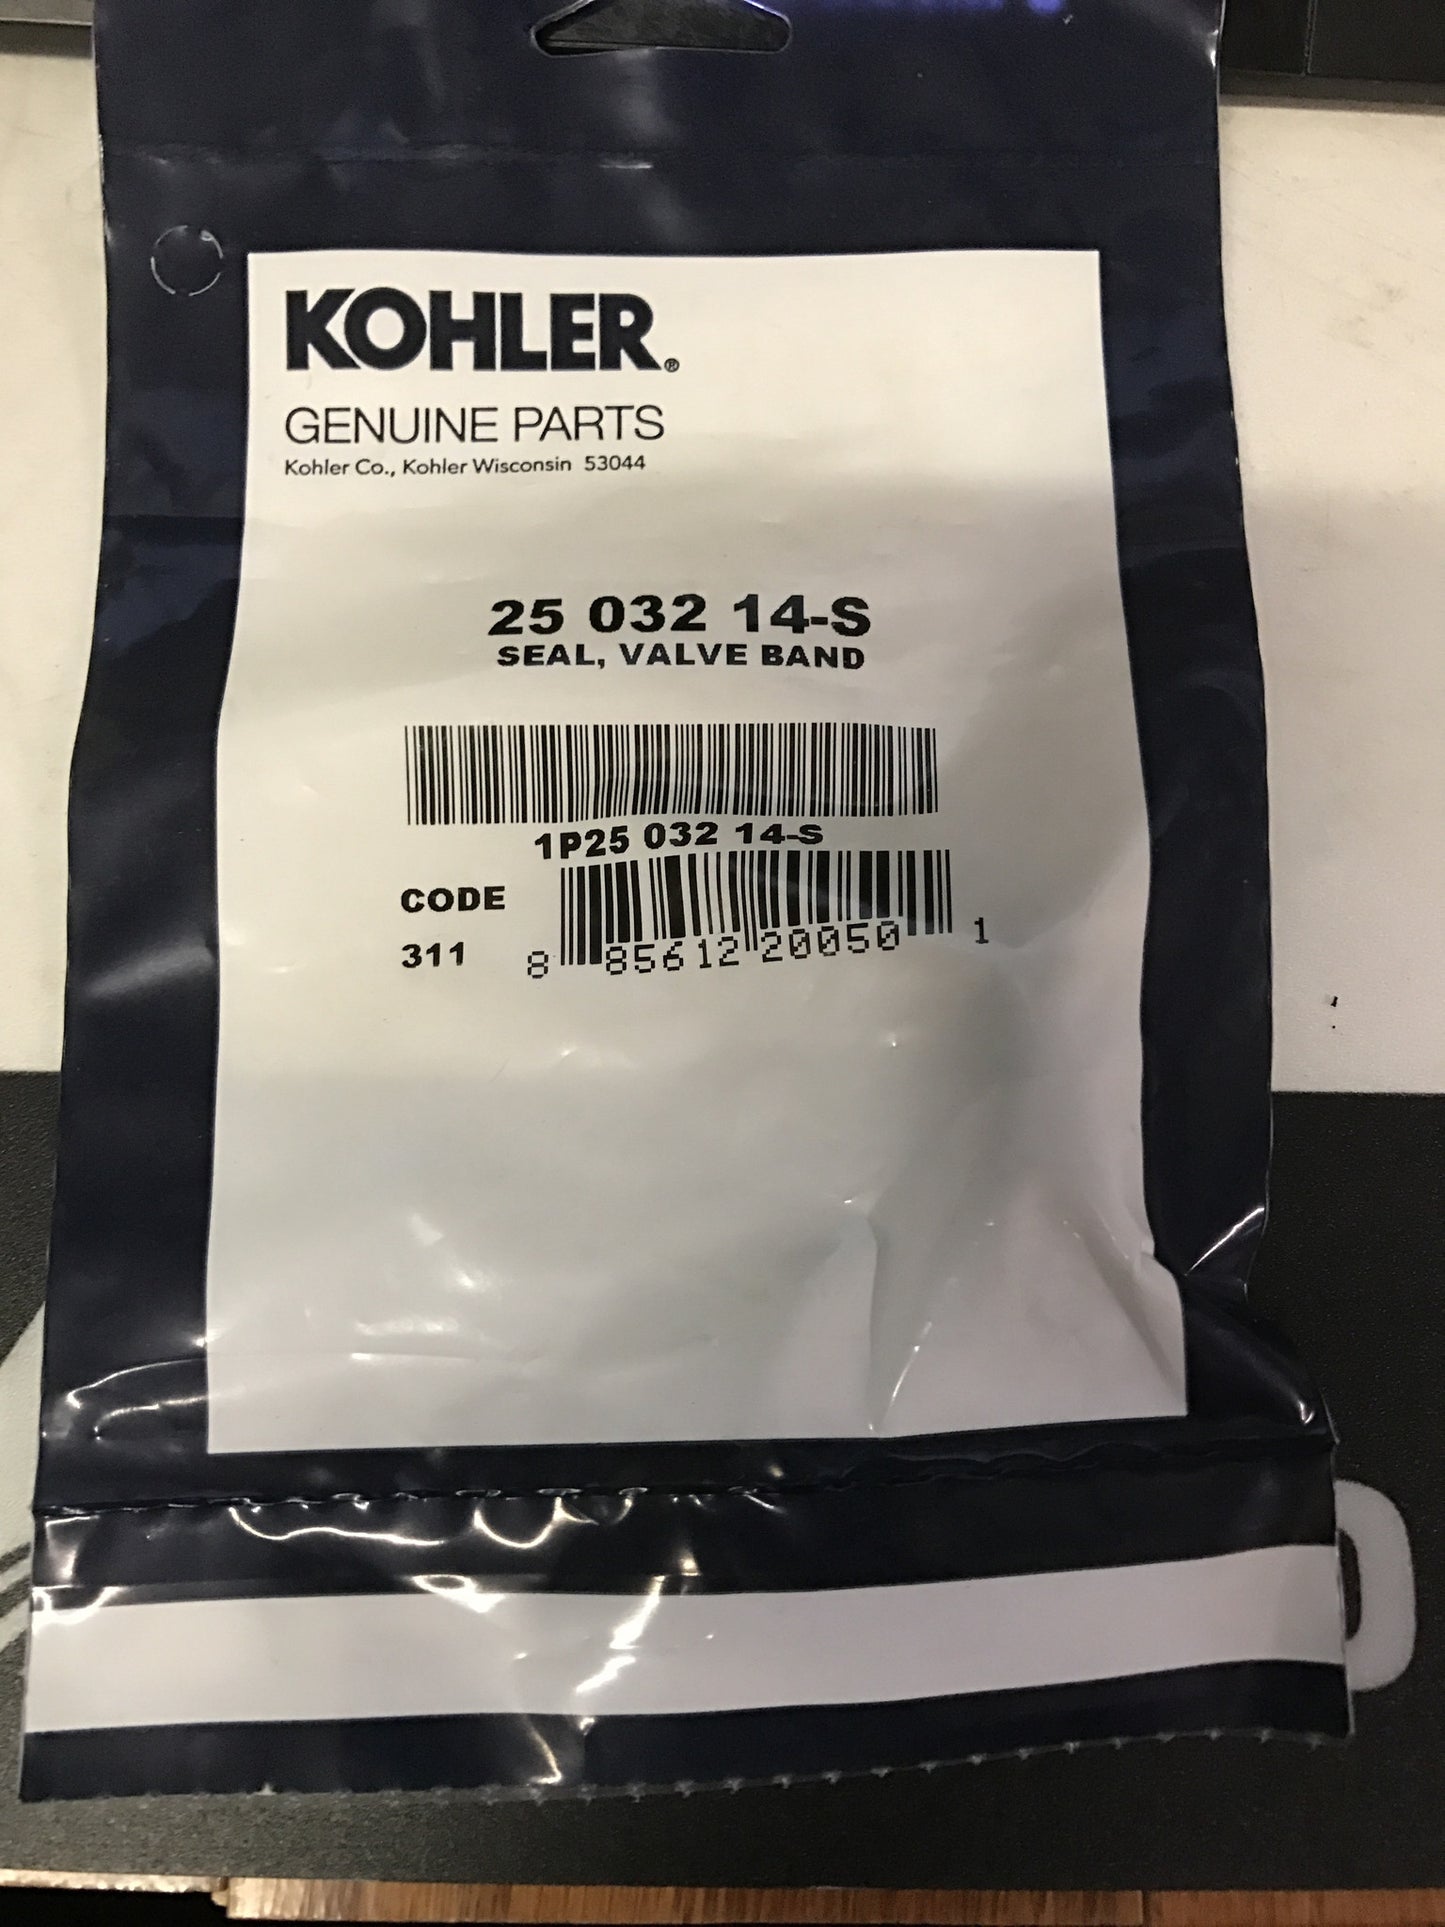 KOHLER®
GENUINE PARTS
Kohler Co., Kohler Wisconsin 53044
25 032 14-S
SEAL, VALVE BAND
1P25 032 14-S
CODE
311
8 85612 20050 1